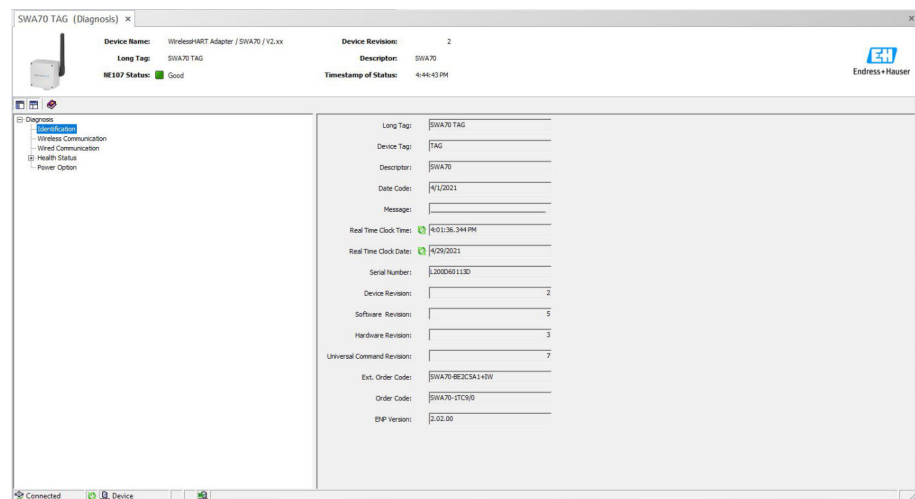 SWA70 TAG (Diagnosis) ×
×
Device Name: WirelessHART Adapter / SWA70 / V2.xx Device Revision: 2
Long Tag: SWA70 TAG Descriptor: SWA70
NE107 Status: Good Timestamp of Status: 4:44:43 PM
EH
Endress+Hauser
Diagnosis
Identification
Wireless Communication
Wired Communication
Health Status
Power Option
Long Tag: SWA70 TAG
Device Tag: TAG
Descriptor: SWA70
Date Code: 4/1/2021
Message:
Real Time Clock Time: 4:01:36.344 PM
Real Time Clock Date: 4/29/2021
Serial Number: L200D60113D
Device Revision: 2
Software Revision: 5
Hardware Revision: 3
Universal Command Revision: 7
Ext. Order Code: SWA70-BE2C5A1+IW
Order Code: SWA70-1TC9/0
ENP Version: 2.02.00
Connected Device